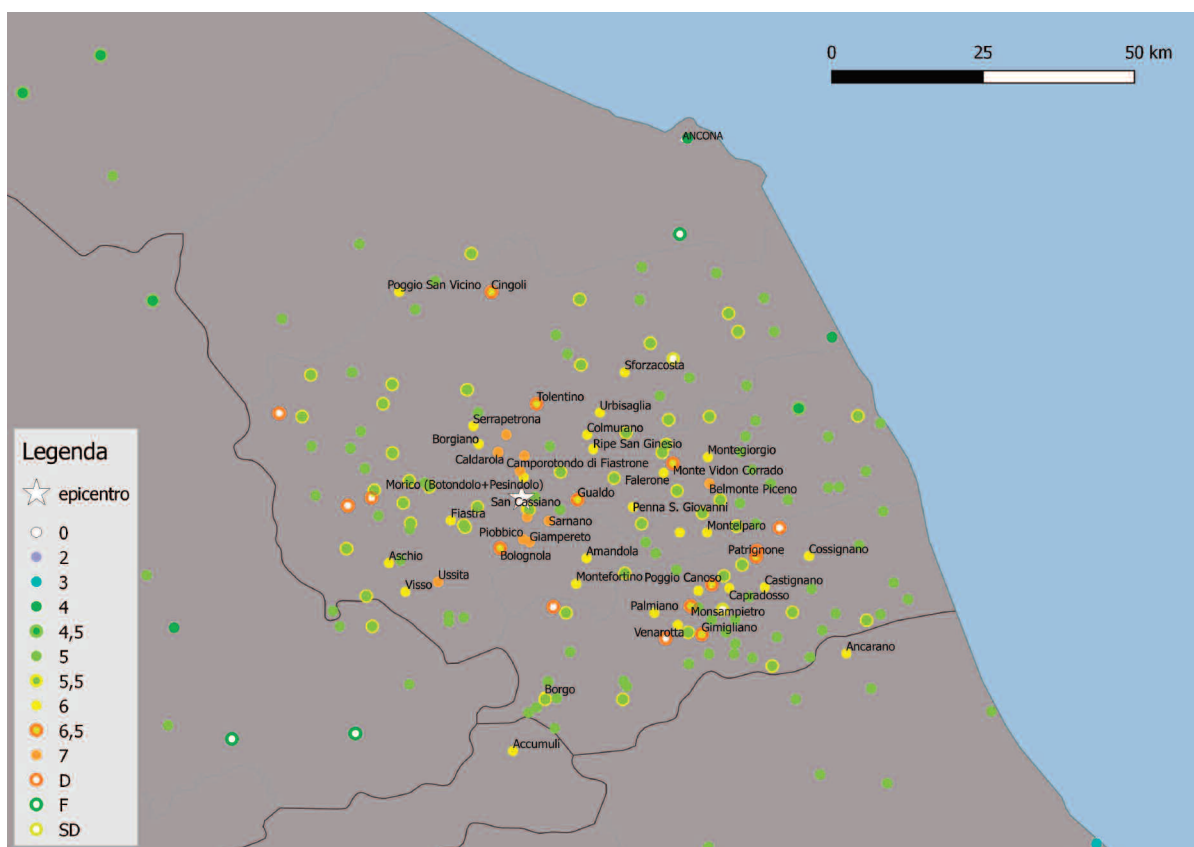 0 25 50 km
ANCONA
Poggio San Vicino
Cingoli
Sforzacosta
Tolentino
Urbisaglia
Serrapetrona
Colmurano
Borgiano
Ripe San Ginesio
Montegiorgio
Caldarola
Camporotondo di Fiastrone
Monte Vidon Corrado
Falerone
Morico (Botondolo+Pesindolo)
Belmonte Piceno
Gualdo
San Cassiano
Penna S. Giovanni
Fiastra
Sarnano
Montelparo
Piobbico
Giampereto
Bolognola
Amandola
Patrignone
Cossignano
Aschio
Ussita
Visso
Montefortino
Poggio Canoso
Castignano
Capradosso
Palmiano
Monsampietro
Venarotta
Gimigliano
Ancarano
Borgo
Accumuli
Legenda
epicentro
0
2
3
4
4,5
5
5,5
6
6,5
7
D
F
SD